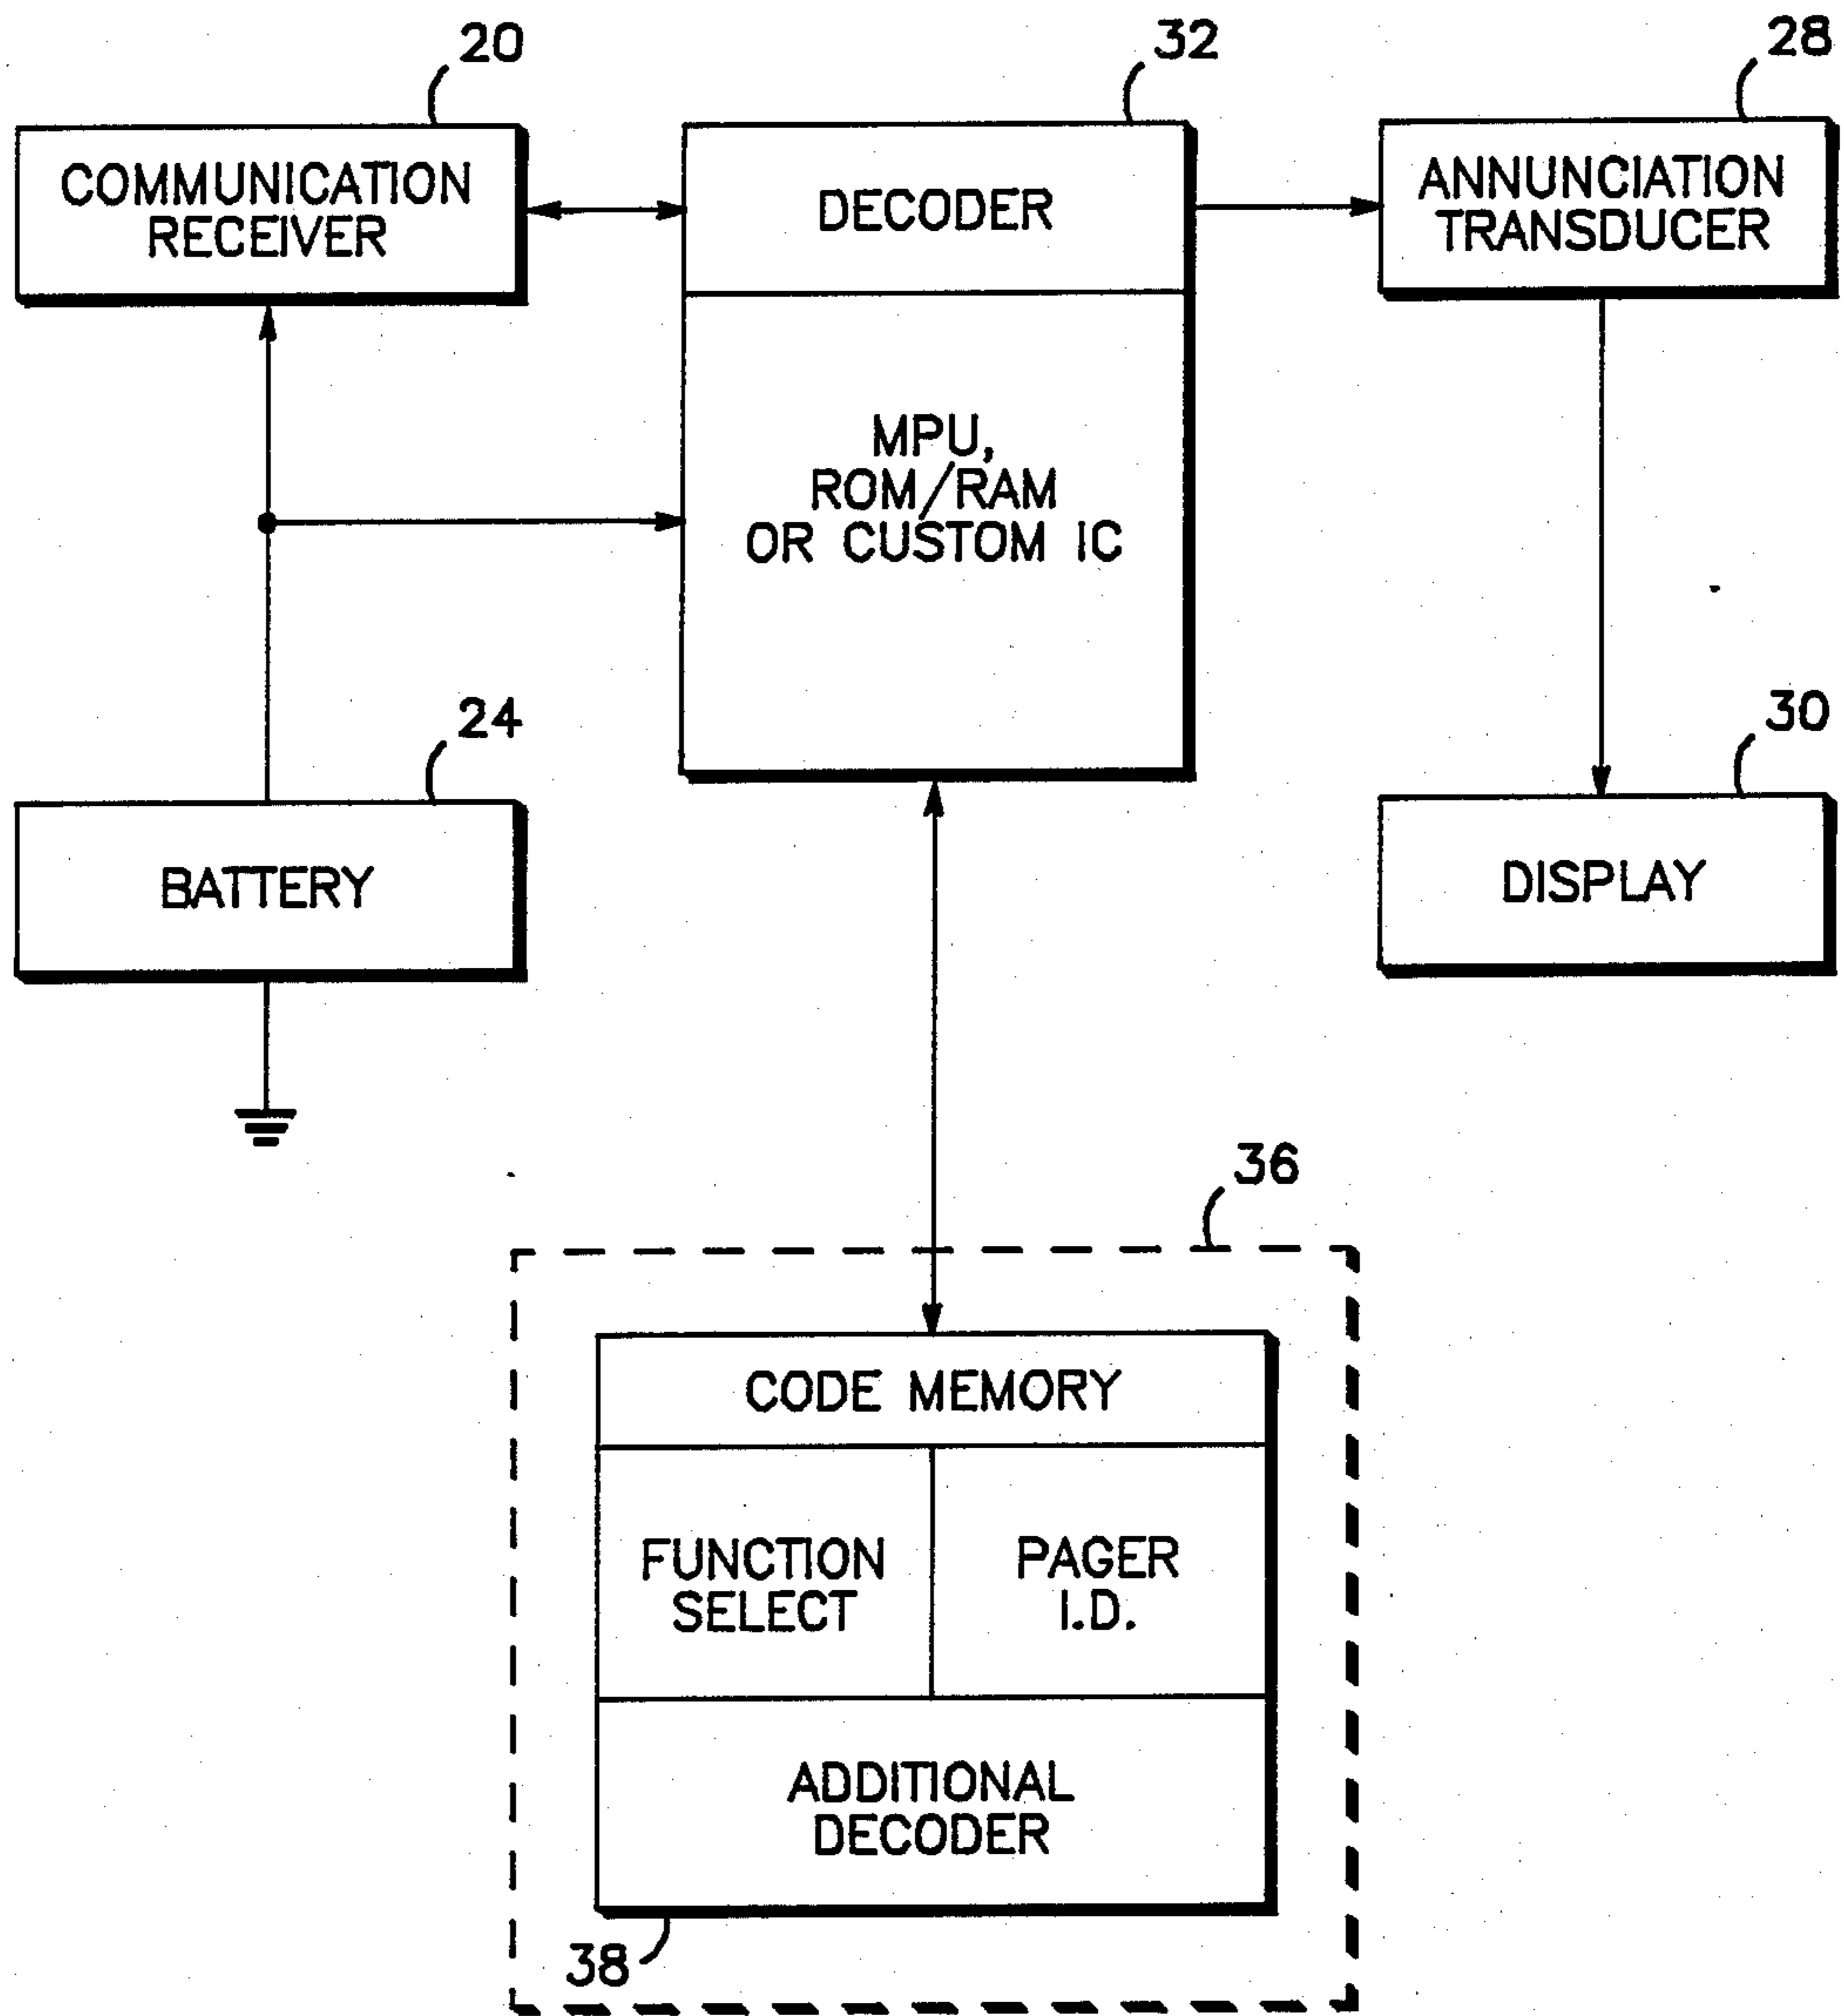 20
32
28
COMMUNICATION
RECEIVER
DECODER
ANNUNCIATION
TRANSDUCER
MPU,
ROM/RAM
OR CUSTOM IC
24
30
BATTERY
DISPLAY
36
CODE MEMORY
FUNCTION
SELECT
PAGER
I.D.
ADDITIONAL
DECODER
38